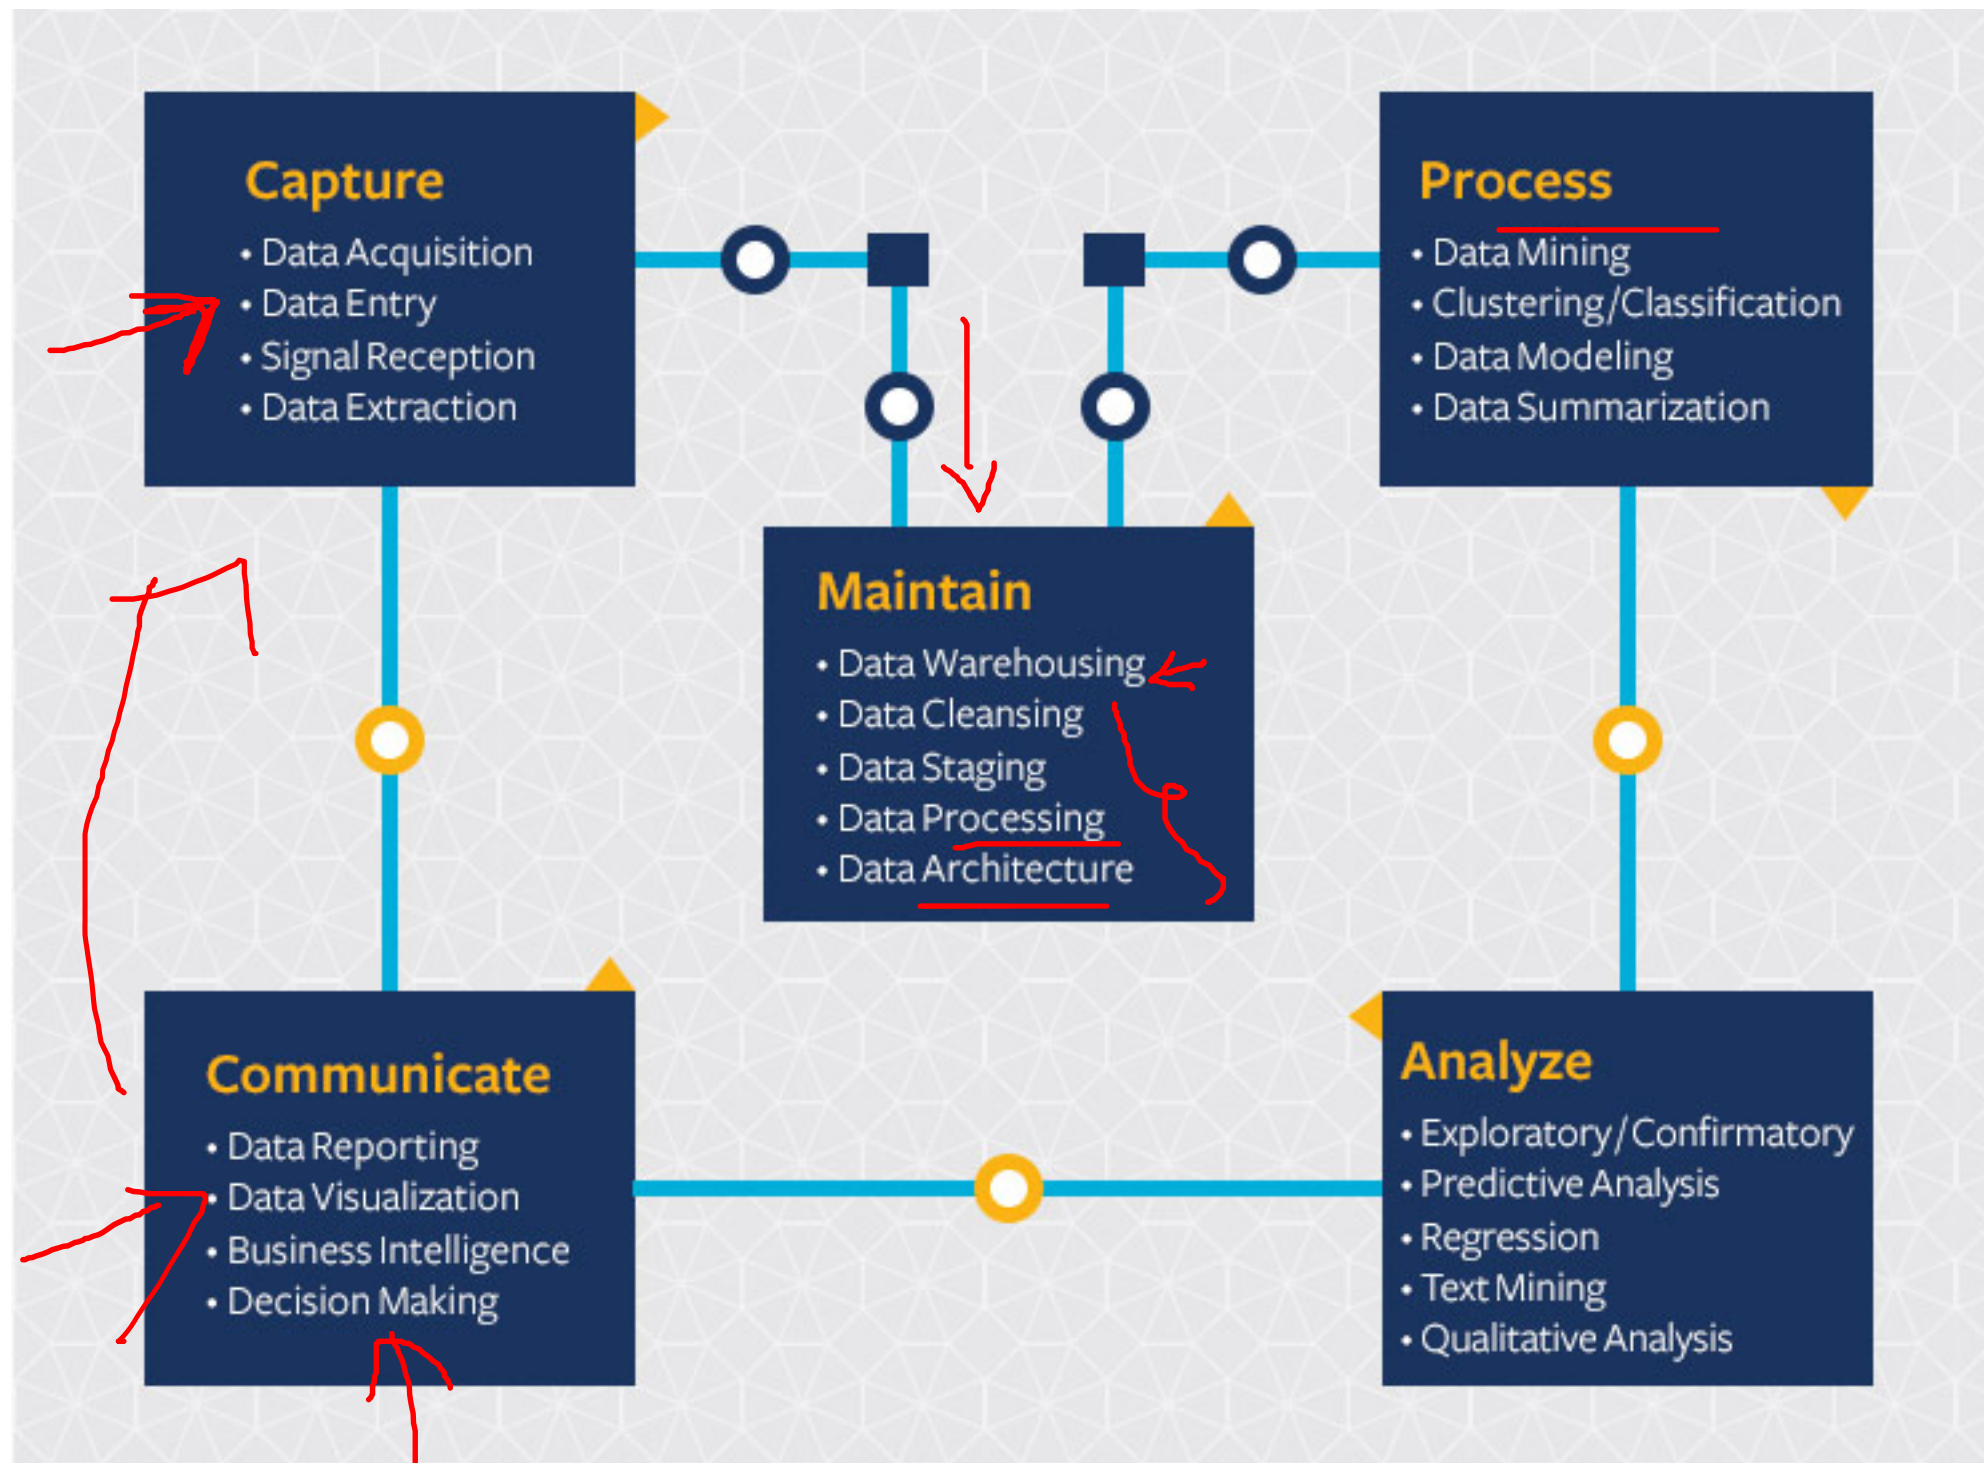 Capture
• Data Acquisition
• Data Entry
• Signal Reception
• Data Extraction
Process
• Data Mining
• Clustering/Classification
• Data Modeling
• Data Summarization
Maintain
• Data Warehousing
• Data Cleansing
• Data Staging
• Data Processing
• Data Architecture
Communicate
• Data Reporting
• Data Visualization
• Business Intelligence
• Decision Making
Analyze
• Exploratory/Confirmatory
• Predictive Analysis
• Regression
• Text Mining
• Qualitative Analysis